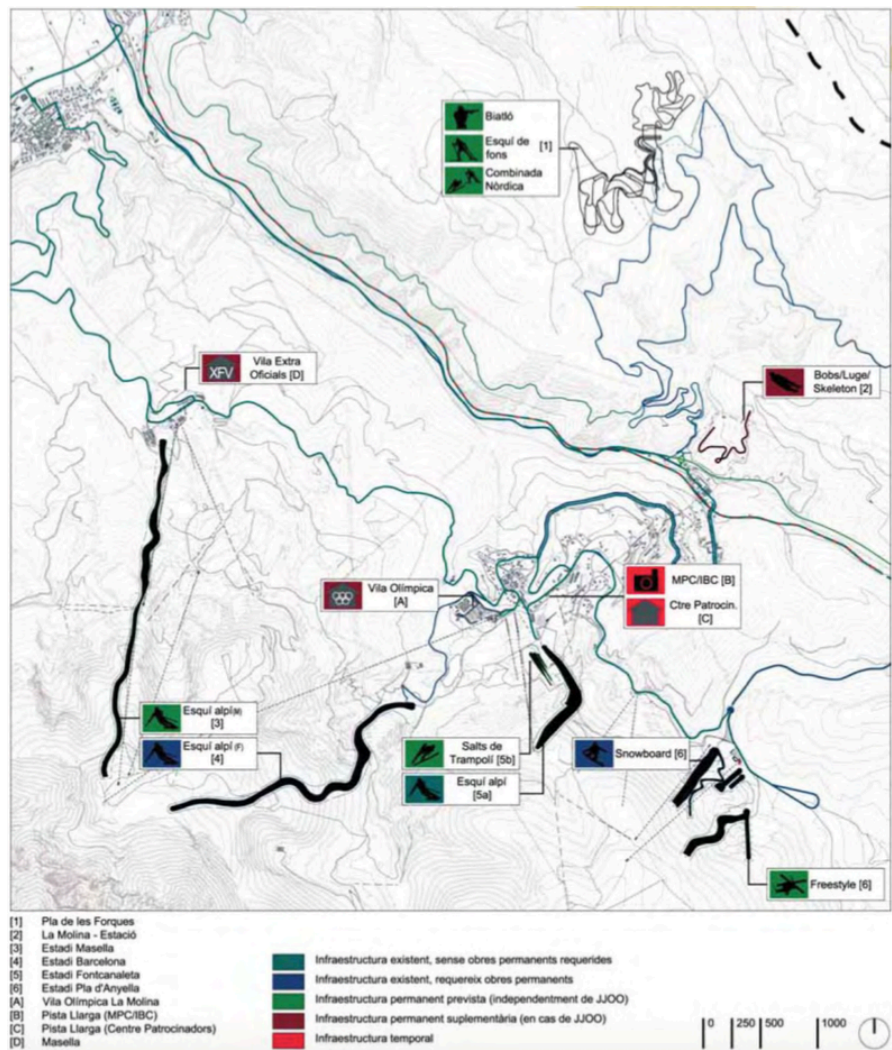 Biatló
Esquí de
fons
[1]
Combinada
Nòrdica
XFV
Vila Extra
Oficials [D]
Bobs/Luge/
Skeleton [2]
Vila Olímpica
[A]
MPC/IBC [B]
Ctre Patrocin.
[C]
Esquí alpí(M)
[3]
Esquí alpí (F)
[4]
Salts de
Trampolí [5b]
Esquí alpí
[5a]
Snowboard [6]
Freestyle [6]
[1] Pla de les Forques
[2] La Molina - Estació
[3] Estadi Masella
[4] Estadi Barcelona
[5] Estadi Fontcanaleta
[6] Estadi Pla d'Anyella
[A] Vila Olímpica La Molina
[B] Pista Llarga (MPC/IBC)
[C] Pista Llarga (Centre Patrocinadors)
[D] Masella
Infraestructura existent, sense obres permanents requerides
Infraestructura existent, requereix obres permanents
Infraestructura permanent prevista (independentment de JJOO)
Infraestructura permanent suplementària (en cas de JJOO)
Infraestructura temporal
0 250 500 1000